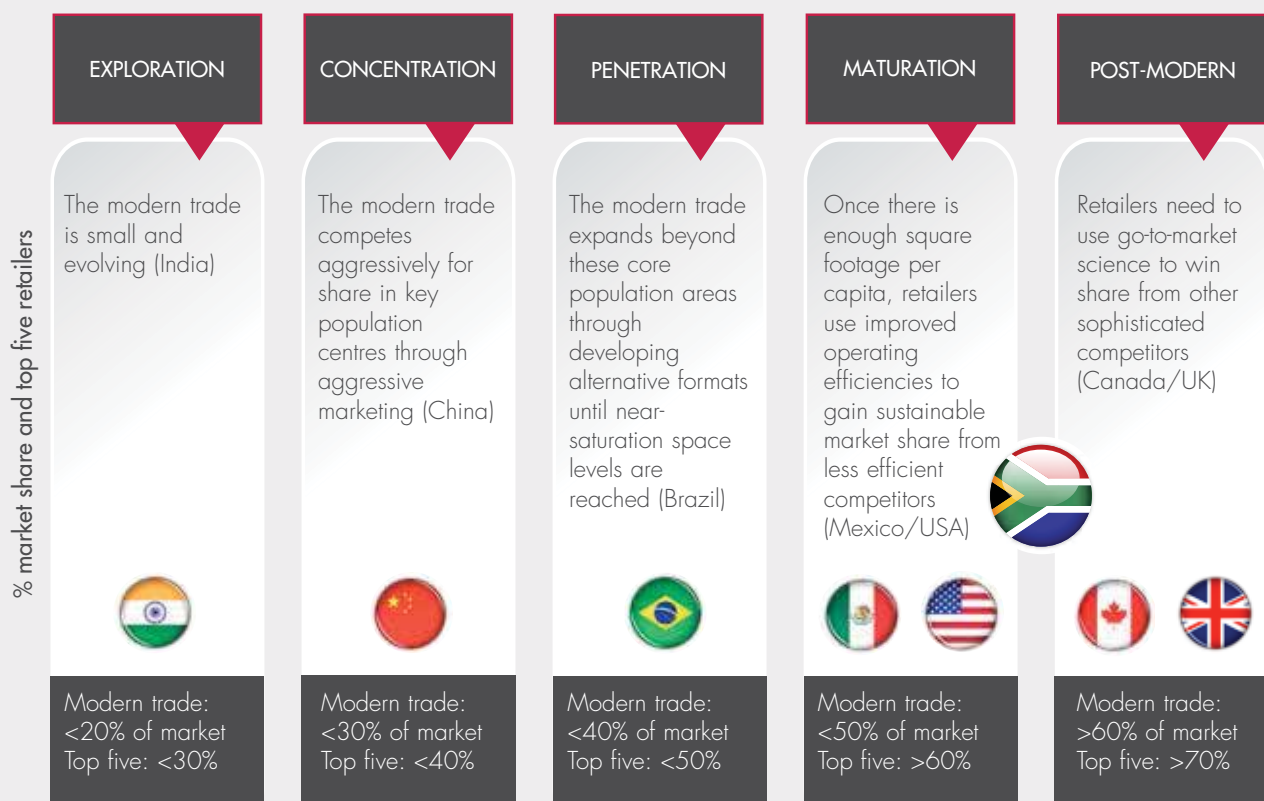 % market share and top five retailers
EXPLORATION
The modern trade
is small and
evolving (India)
Modern trade:
<20% of market
Top five: <30%
CONCENTRATION
The modern trade
competes
aggressively for
share in key
population
centres through
aggressive
marketing (China)
Modern trade:
<30% of market
Top five: <40%
PENETRATION
The modern trade
expands beyond
these core
population areas
through
developing
alternative formats
until near-
saturation space
levels are
reached (Brazil)
Modern trade:
<40% of market
Top five: <50%
MATURATION
Once there is
enough square
footage per
capita, retailers
use improved
operating
efficiencies to
gain sustainable
market share from
less efficient
competitors
(Mexico/USA)
Modern trade:
<50% of market
Top five: >60%
POST-MODERN
Retailers need to
use go-to-market
science to win
share from other
sophisticated
competitors
(Canada/UK)
Modern trade:
>60% of market
Top five: >70%